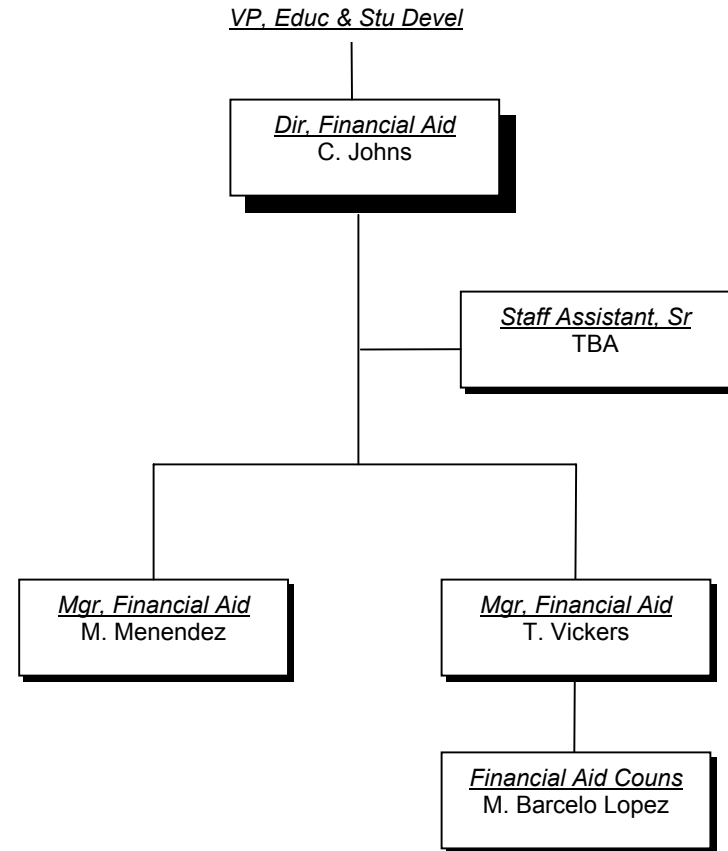 VP, Educ & Stu Devel
Dir, Financial Aid
C. Johns
Staff Assistant, Sr
TBA
Mgr, Financial Aid
M. Menendez
Mgr, Financial Aid
T. Vickers
Financial Aid Couns
M. Barcelo Lopez